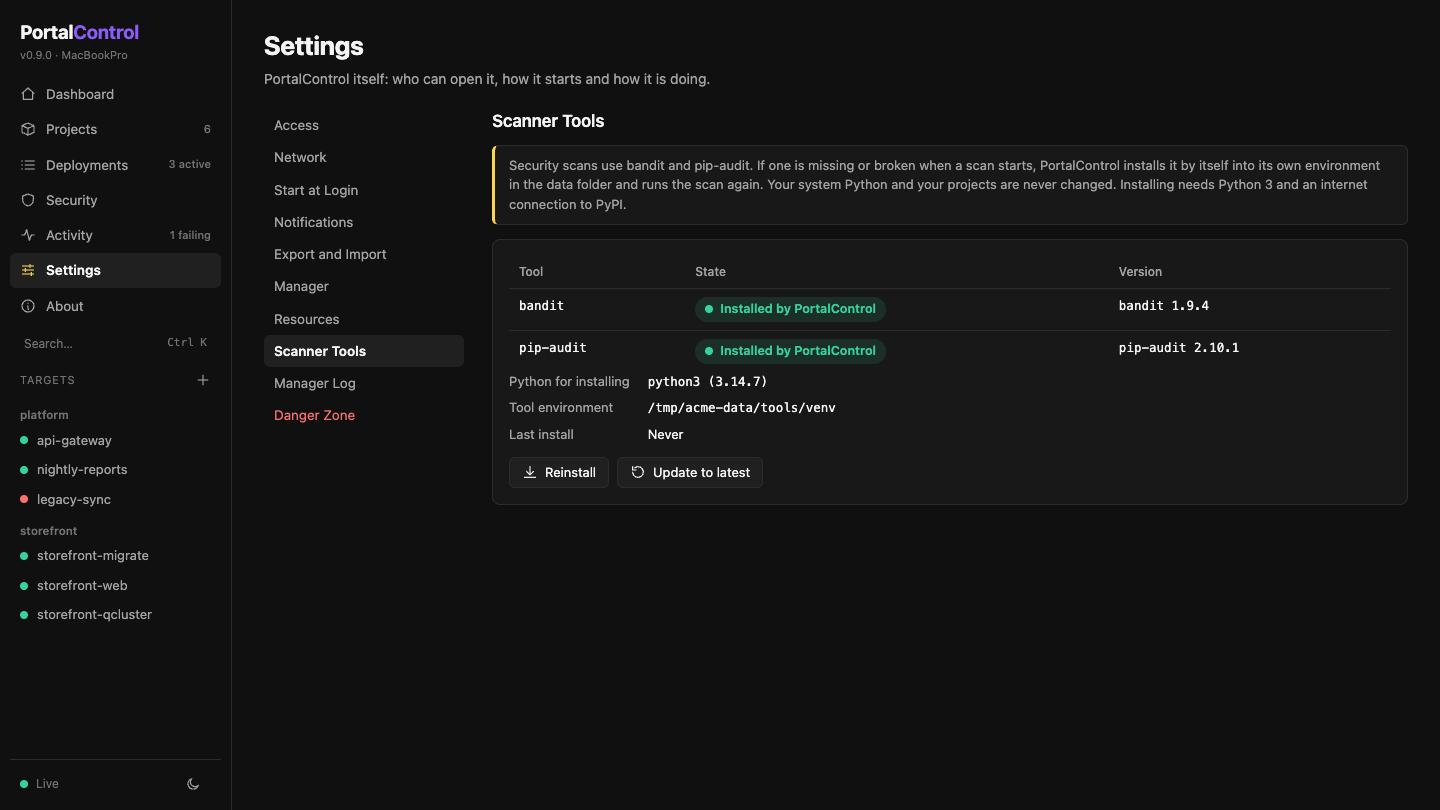 PortalControl
v0.9.0 · MacBookPro
Dashboard
Projects 6
Deployments 3 active
Security
Activity 1 failing
Settings
About
Search... Ctrl K
TARGETS +
platform
api-gateway
nightly-reports
legacy-sync
storefront
storefront-migrate
storefront-web
storefront-qcluster
Live
Settings
PortalControl itself: who can open it, how it starts and how it is doing.
Access
Network
Start at Login
Notifications
Export and Import
Manager
Resources
Scanner Tools
Manager Log
Danger Zone
Scanner Tools
Security scans use bandit and pip-audit. If one is missing or broken when a scan starts, PortalControl installs it by itself into its own environment
in the data folder and runs the scan again. Your system Python and your projects are never changed. Installing needs Python 3 and an internet
connection to PyPI.
Tool State Version
bandit Installed by PortalControl bandit 1.9.4
pip-audit Installed by PortalControl pip-audit 2.10.1
Python for installing python3 (3.14.7)
Tool environment /tmp/acme-data/tools/venv
Last install Never
Reinstall Update to latest